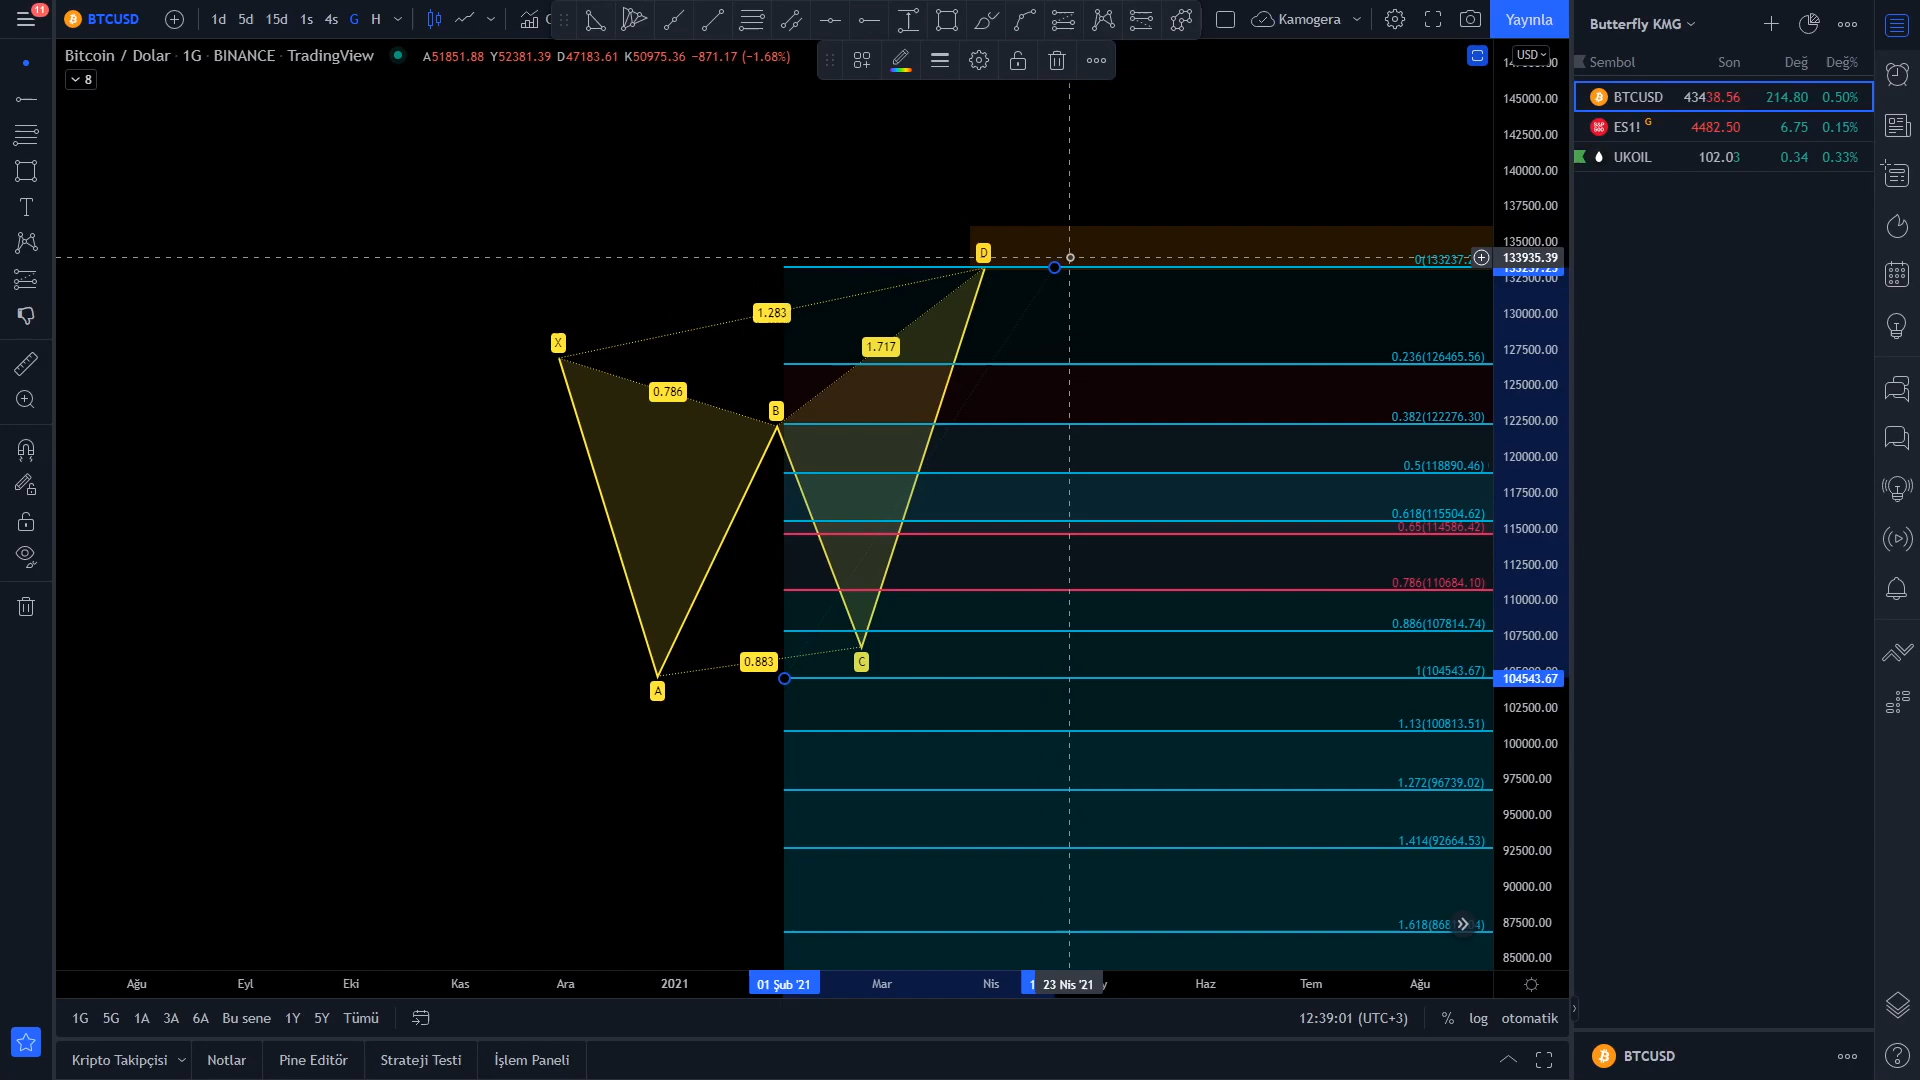 11
BTCUSD
1d 5d 15d 1s 4s G H
Kamogera
Yayınla
Butterfly KMG
Bitcoin / Dolar · 1G · BINANCE · TradingView
A51851.88 Y52381.39 D47183.61 K50975.36 −871.17 (−1.68%)
8
USD
Sembol Son Değ Değ%
BTCUSD 43438.56 214.80 0.50%
ES1! G 4482.50 6.75 0.15%
UKOIL 102.03 0.34 0.33%
145000.00
142500.00
140000.00
137500.00
135000.00
133935.39
133237.25
132500.00
130000.00
127500.00
125000.00
122500.00
120000.00
117500.00
115000.00
112500.00
110000.00
107500.00
104543.67
102500.00
100000.00
97500.00
95000.00
92500.00
90000.00
87500.00
85000.00
D
X
1.283
1.717
0.786
B
0.883
C
A
0.236(126465.56)
0.382(122276.30)
0.5(118890.46)
0.618(115504.62)
0.65(114586.42)
0.786(110684.10)
0.886(107814.74)
1(104543.67)
1.13(100813.51)
1.272(96739.02)
1.414(92664.53)
Ağu Eyl Eki Kas Ara 2021 01 Şub '21 Mar Nis 23 Nis '21 Haz Tem Ağu
1G 5G 1A 3A 6A Bu sene 1Y 5Y Tümü
12:39:01 (UTC+3) % log otomatik
Kripto Takipçisi Notlar Pine Editör Strateji Testi İşlem Paneli
BTCUSD